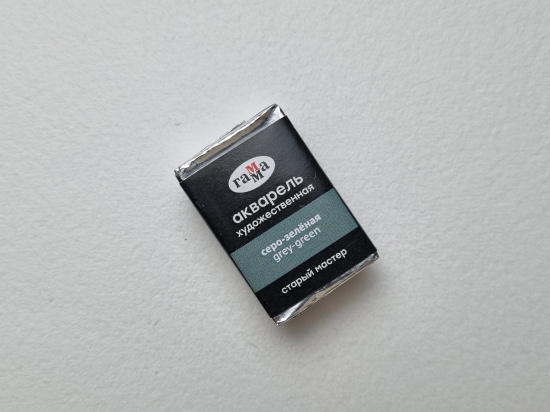 гамма
акварель
художественная
серо-зелёная
grey-green
старый мастер